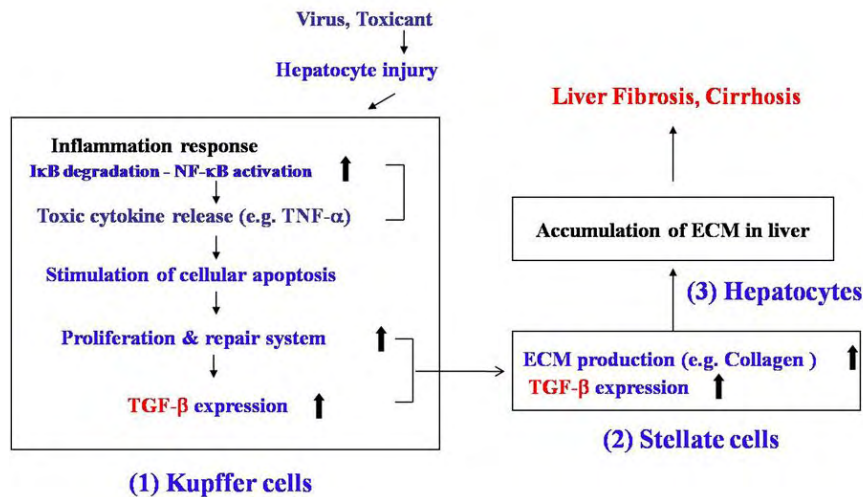 Virus, Toxicant
Hepatocyte injury
Inflammation response
IκB degradation - NF-κB activation
Toxic cytokine release (e.g. TNF-α)
Stimulation of cellular apoptosis
Proliferation & repair system
TGF-β expression
(1) Kupffer cells
Liver Fibrosis, Cirrhosis
Accumulation of ECM in liver
(3) Hepatocytes
ECM production (e.g. Collagen )
TGF-β expression
(2) Stellate cells